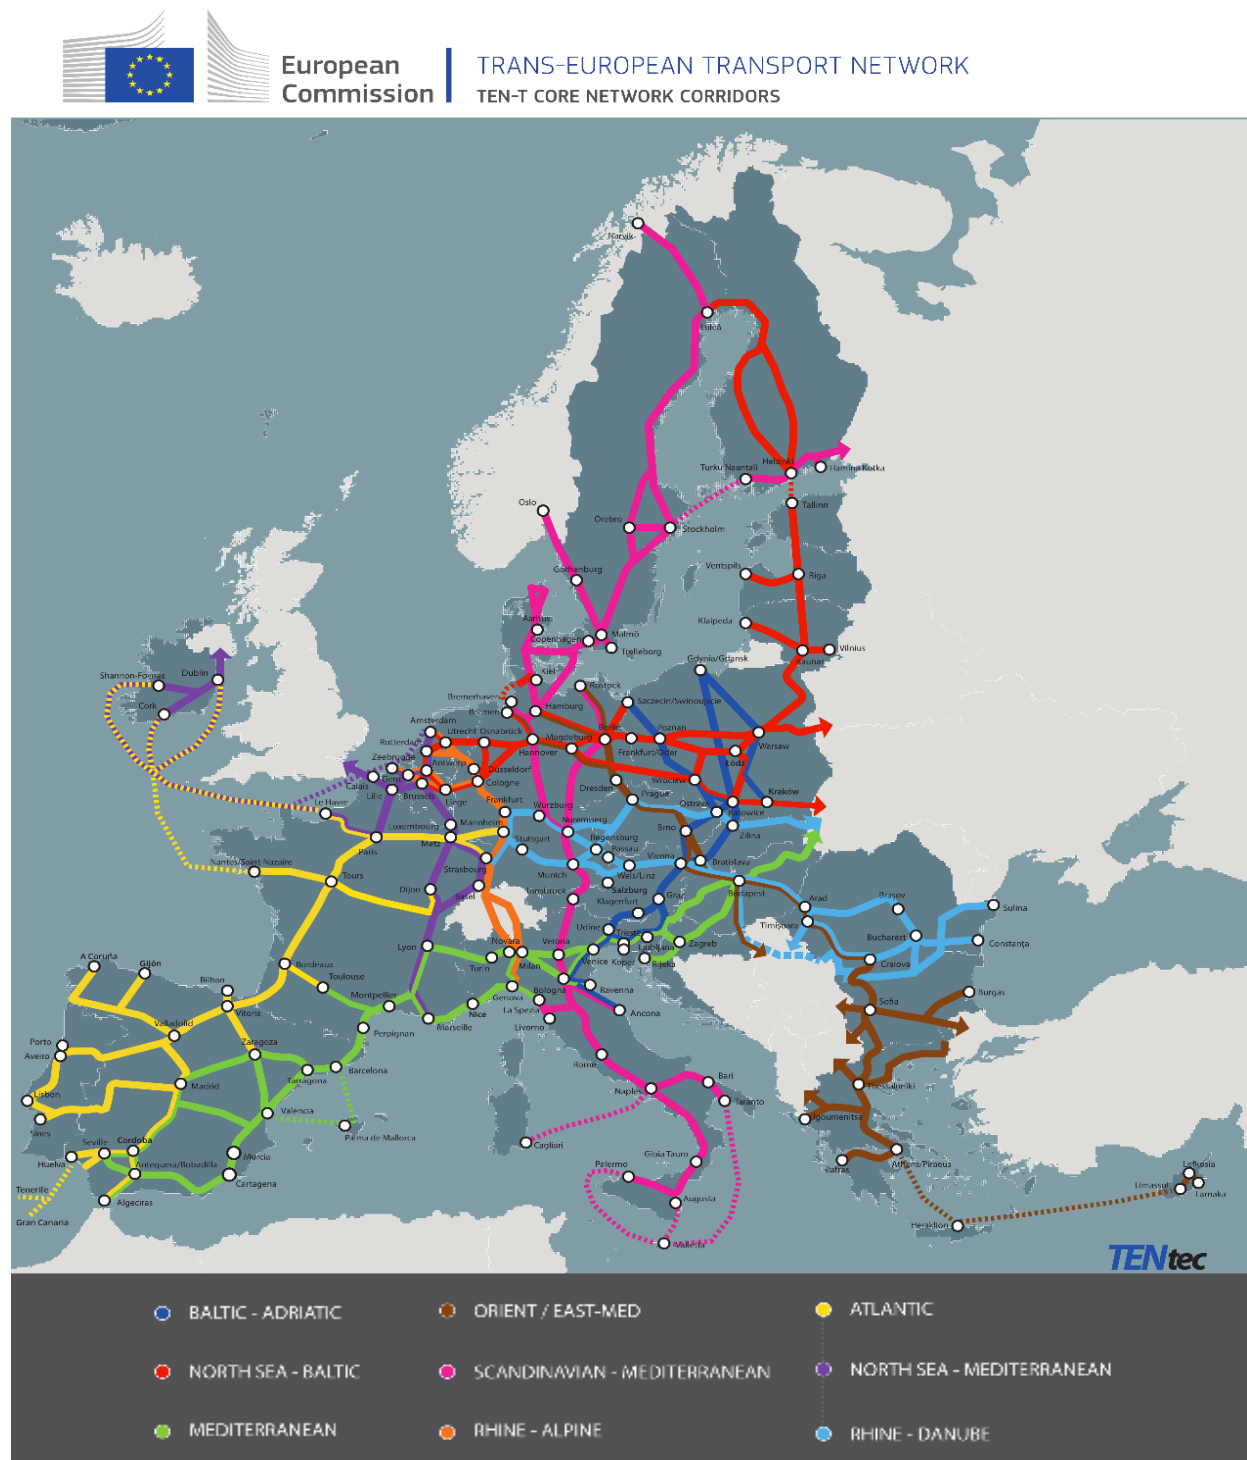 European
Commission
TRANS-EUROPEAN TRANSPORT NETWORK
TEN-T CORE NETWORK CORRIDORS
Narvik
Luleå
Turku Naantali
Helsinki
Hamina Kotka
Oslo
Tallinn
Örebro
Stockholm
Gothenburg
Ventspils
Riga
Aarhus
Copenhagen
Malmö
Trelleborg
Klaipeda
Kaunas
Vilnius
Shannon-Foynes
Dublin
Cork
Kiel
Rostock
Gdynia/Gdansk
Bremerhaven
Bremen
Hamburg
Szczecin/Swinoujscie
Amsterdam
Utrecht
Osnabrück
Magdeburg
Berlin
Poznan
Rotterdam
Hannover
Frankfurt/Oder
Warsaw
Zeebrugge
Antwerp
Düsseldorf
Łódz
Calais
Gent
Cologne
Wrocław
Lille
Brussels
Liège
Dresden
Prague
Kraków
Le Havre
Frankfurt
Würzburg
Ostrava
Katowice
Luxembourg
Mannheim
Nuremberg
Brno
Zilina
Paris
Metz
Stuttgart
Regensburg
Passau
Nantes/Saint Nazaire
Strasbourg
Vienna
Bratislava
Tours
Munich
Wels/Linz
Dijon
Basel
Innsbruck
Salzburg
Budapest
Klagenfurt
Graz
Arad
Braşov
Sulina
Udine
Timişoara
Lyon
Novara
Verona
Trieste
Ljubljana
Zagreb
Bucharest
Constanţa
A Coruña
Gijón
Bilbao
Bordeaux
Turin
Milan
Venice
Koper
Rijeka
Craiova
Toulouse
Genova
Bologna
Ravenna
Burgas
Vitoria
Montpellier
Nice
La Spezia
Ancona
Sofia
Valladolid
Marseille
Livorno
Porto
Perpignan
Aveiro
Zaragoza
Rome
Barcelona
Madrid
Tarragona
Bari
Thessaloniki
Lisbon
Naples
Taranto
Sines
Valencia
Igoumenitsa
Palma de Mallorca
Seville
Cordoba
Cagliari
Huelva
Murcia
Gioia Tauro
Antequera/Bobadilla
Palermo
Patras
Athens/Piraeus
Lefkosia
Tenerife
Cartagena
Limassol
Larnaka
Algeciras
Augusta
Gran Canaria
Heraklion
Valletta
TENtec
BALTIC - ADRIATIC
ORIENT / EAST-MED
ATLANTIC
NORTH SEA - BALTIC
SCANDINAVIAN - MEDITERRANEAN
NORTH SEA - MEDITERRANEAN
MEDITERRANEAN
RHINE - ALPINE
RHINE - DANUBE